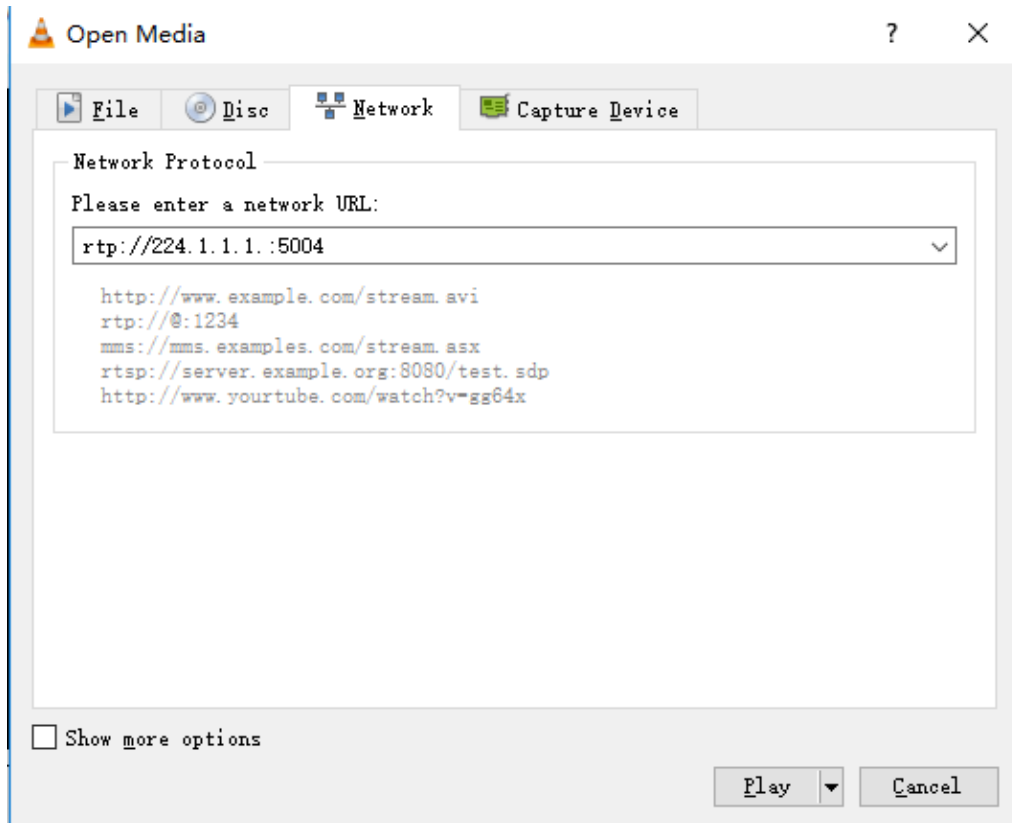 Open Media
File Disc Network Capture Device
Network Protocol
Please enter a network URL:
rtp://224.1.1.1.:5004
http://www.example.com/stream.avi
rtp://@:1234
mms://mms.examples.com/stream.asx
rtsp://server.example.org:8080/test.sdp
http://www.yourtube.com/watch?v=gg64x
Show more options
Play Cancel